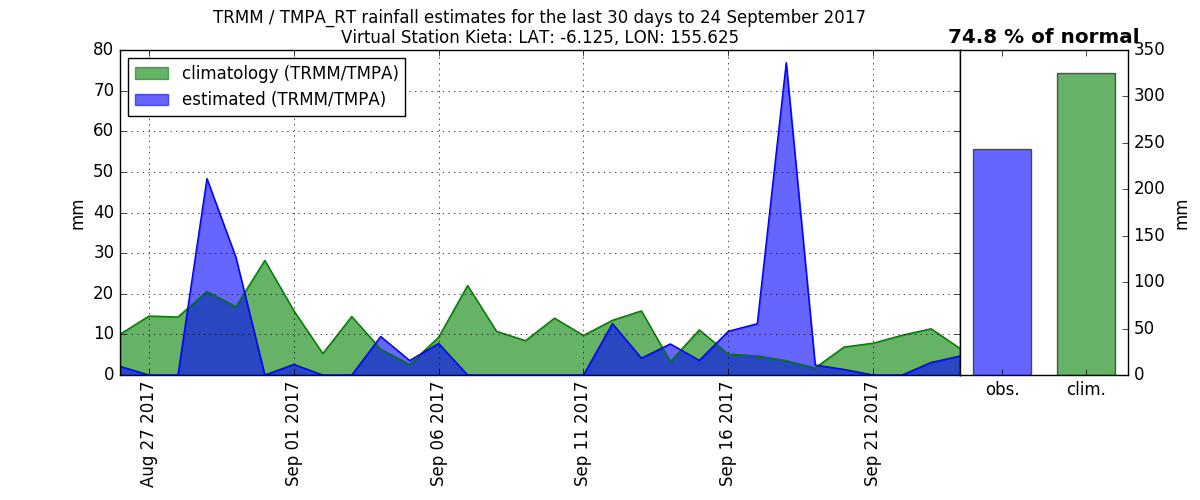 TRMM / TMPA_RT rainfall estimates for the last 30 days to 24 September 2017
Virtual Station Kieta: LAT: -6.125, LON: 155.625
74.8 % of normal
climatology (TRMM/TMPA)
estimated (TRMM/TMPA)
mm
80
70
60
50
40
30
20
10
0
Aug 27 2017
Sep 01 2017
Sep 06 2017
Sep 11 2017
Sep 16 2017
Sep 21 2017
obs.
clim.
350
300
250
200
150
100
50
0
mm